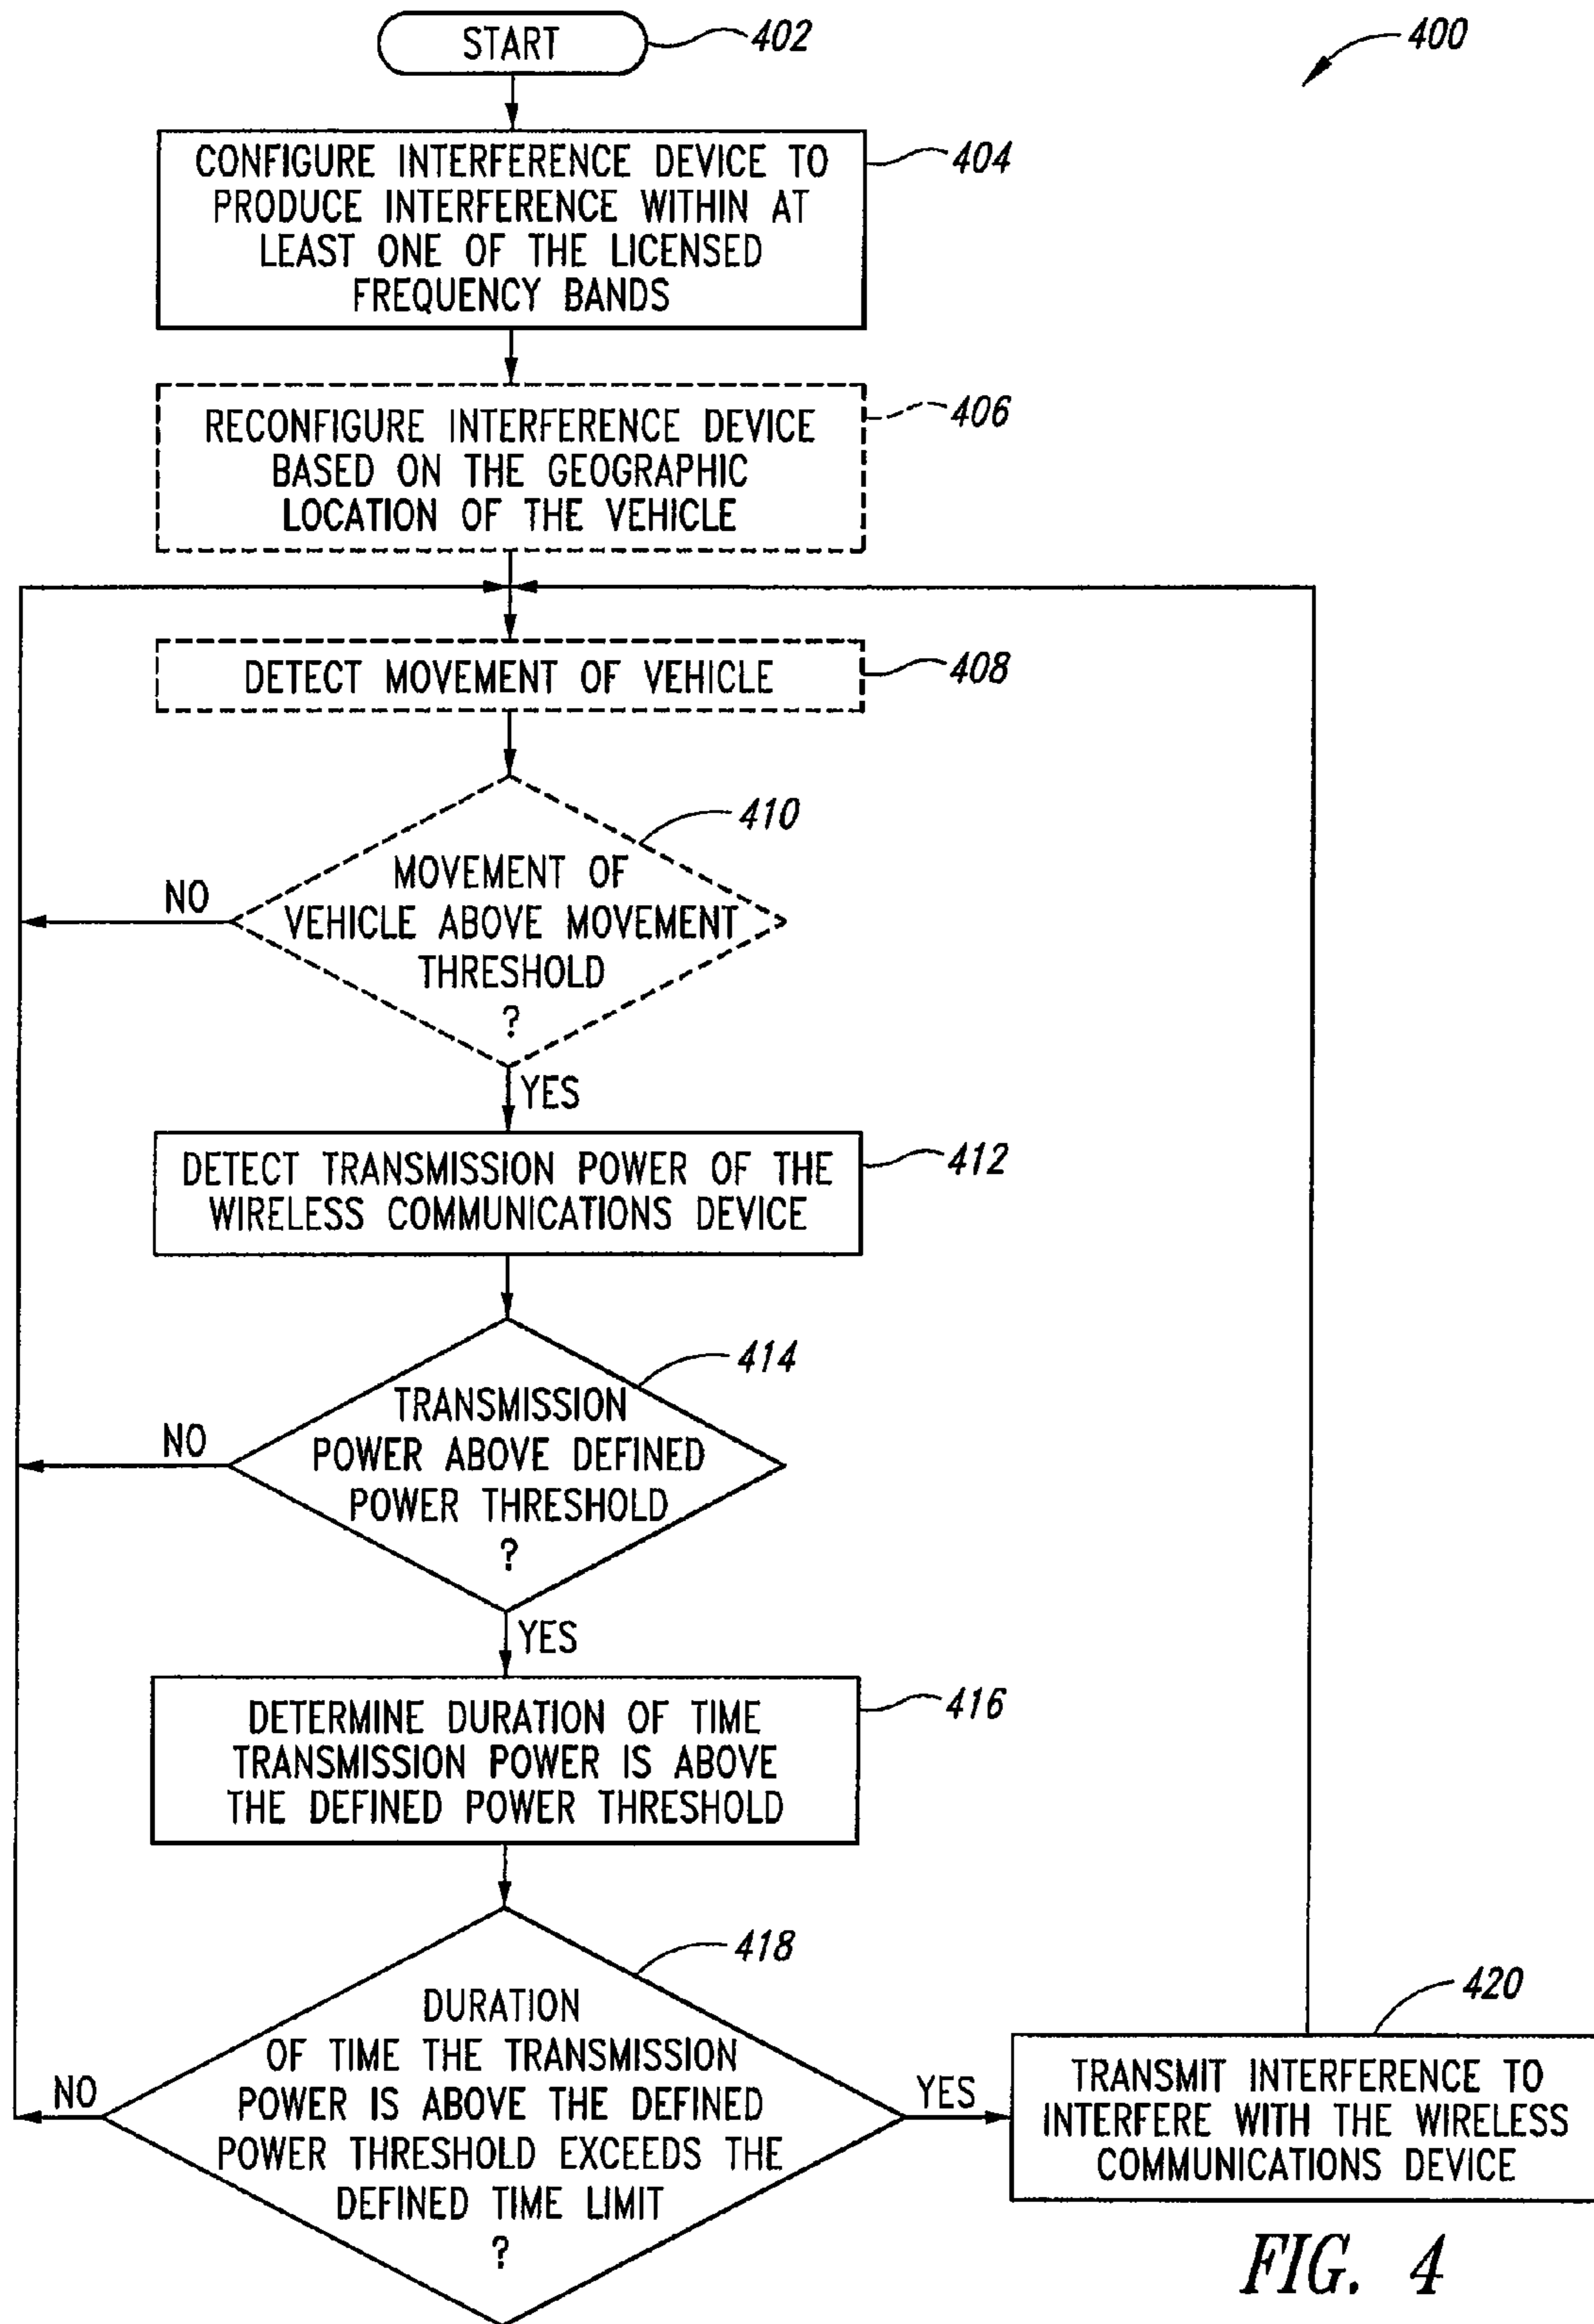 START
402
400
CONFIGURE INTERFERENCE DEVICE TO
PRODUCE INTERFERENCE WITHIN AT
LEAST ONE OF THE LICENSED
FREQUENCY BANDS
404
RECONFIGURE INTERFERENCE DEVICE
BASED ON THE GEOGRAPHIC
LOCATION OF THE VEHICLE
406
DETECT MOVEMENT OF VEHICLE
408
410
MOVEMENT OF
VEHICLE ABOVE MOVEMENT
THRESHOLD
?
NO
YES
DETECT TRANSMISSION POWER OF THE
WIRELESS COMMUNICATIONS DEVICE
412
414
TRANSMISSION
POWER ABOVE DEFINED
POWER THRESHOLD
?
NO
YES
DETERMINE DURATION OF TIME
TRANSMISSION POWER IS ABOVE
THE DEFINED POWER THRESHOLD
416
418
DURATION
OF TIME THE TRANSMISSION
POWER IS ABOVE THE DEFINED
POWER THRESHOLD EXCEEDS THE
DEFINED TIME LIMIT
?
NO
YES
420
TRANSMIT INTERFERENCE TO
INTERFERE WITH THE WIRELESS
COMMUNICATIONS DEVICE
FIG. 4